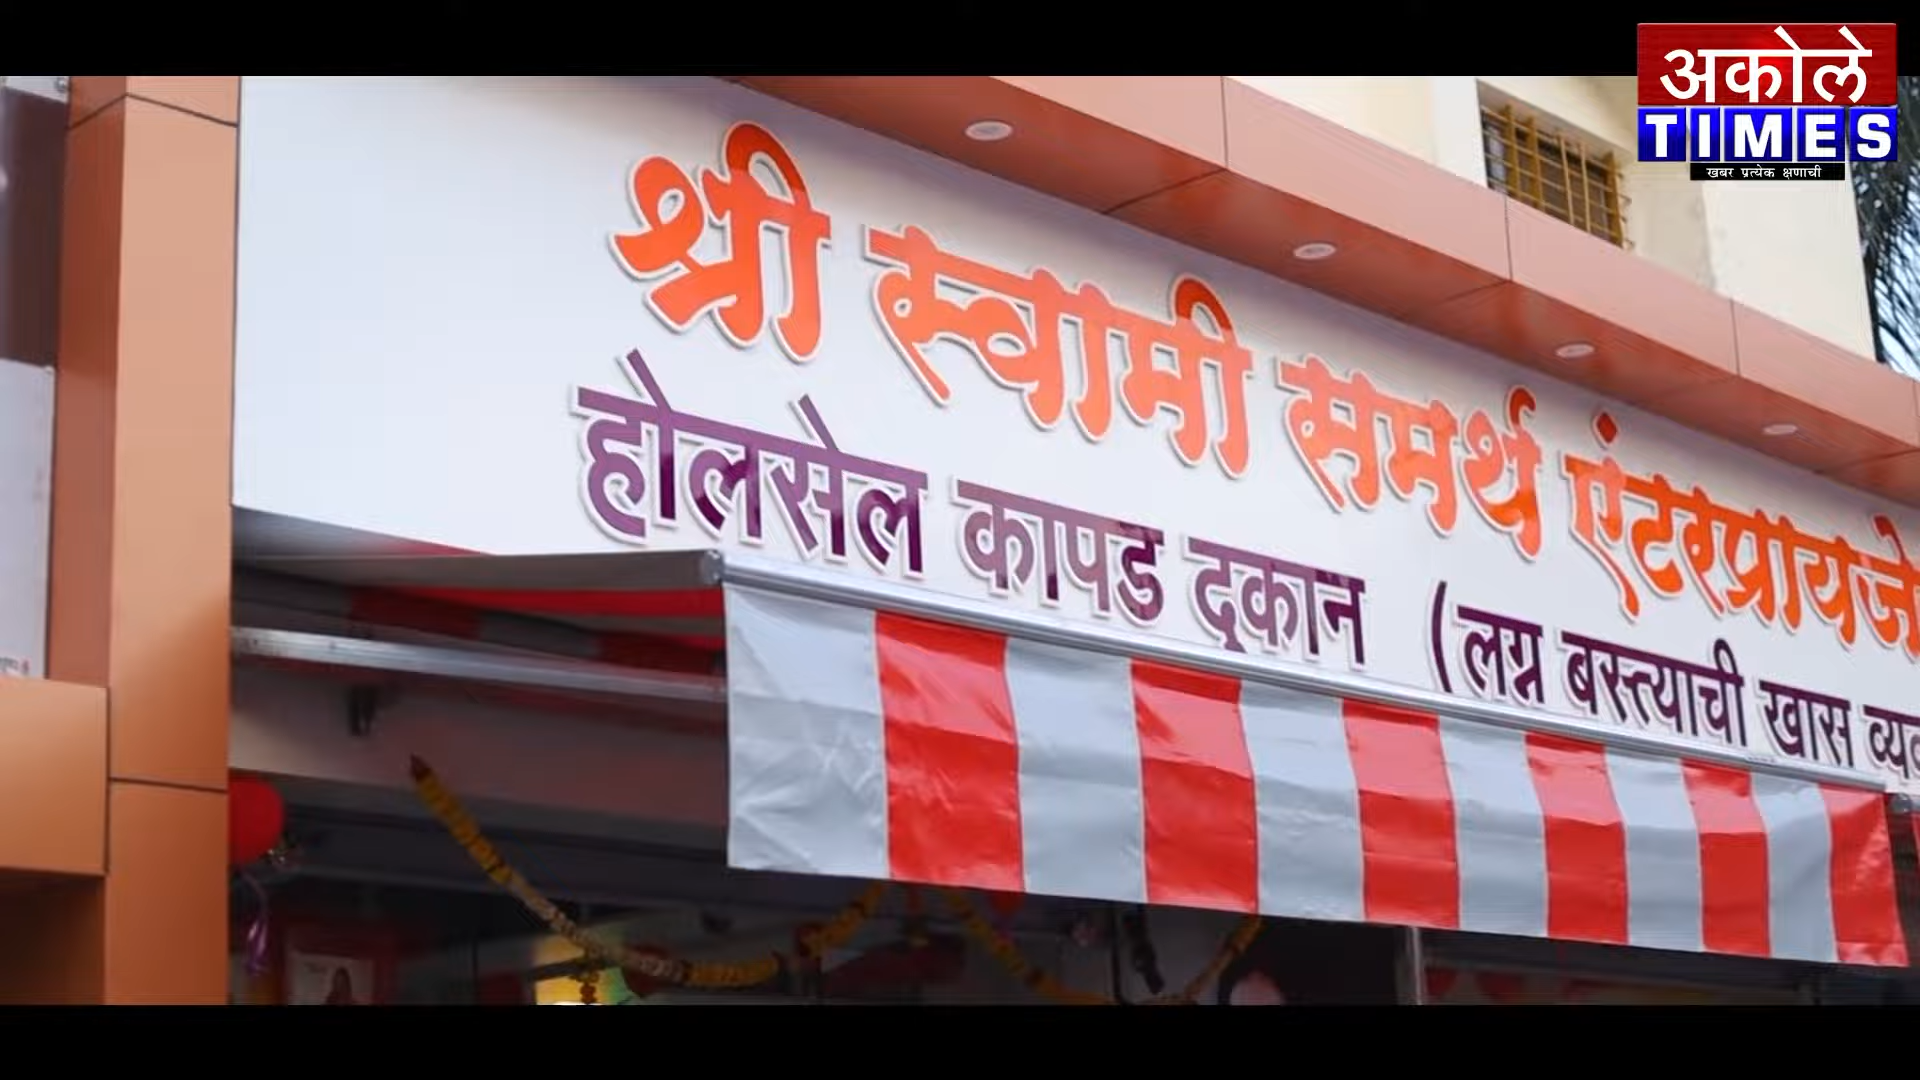 अकोले
TIMES
खबर प्रत्येक क्षणाची
श्री स्वामी समर्थ एंटरप्रायजे
होलसेल कापड दुकान (लग्न बस्त्याची खास